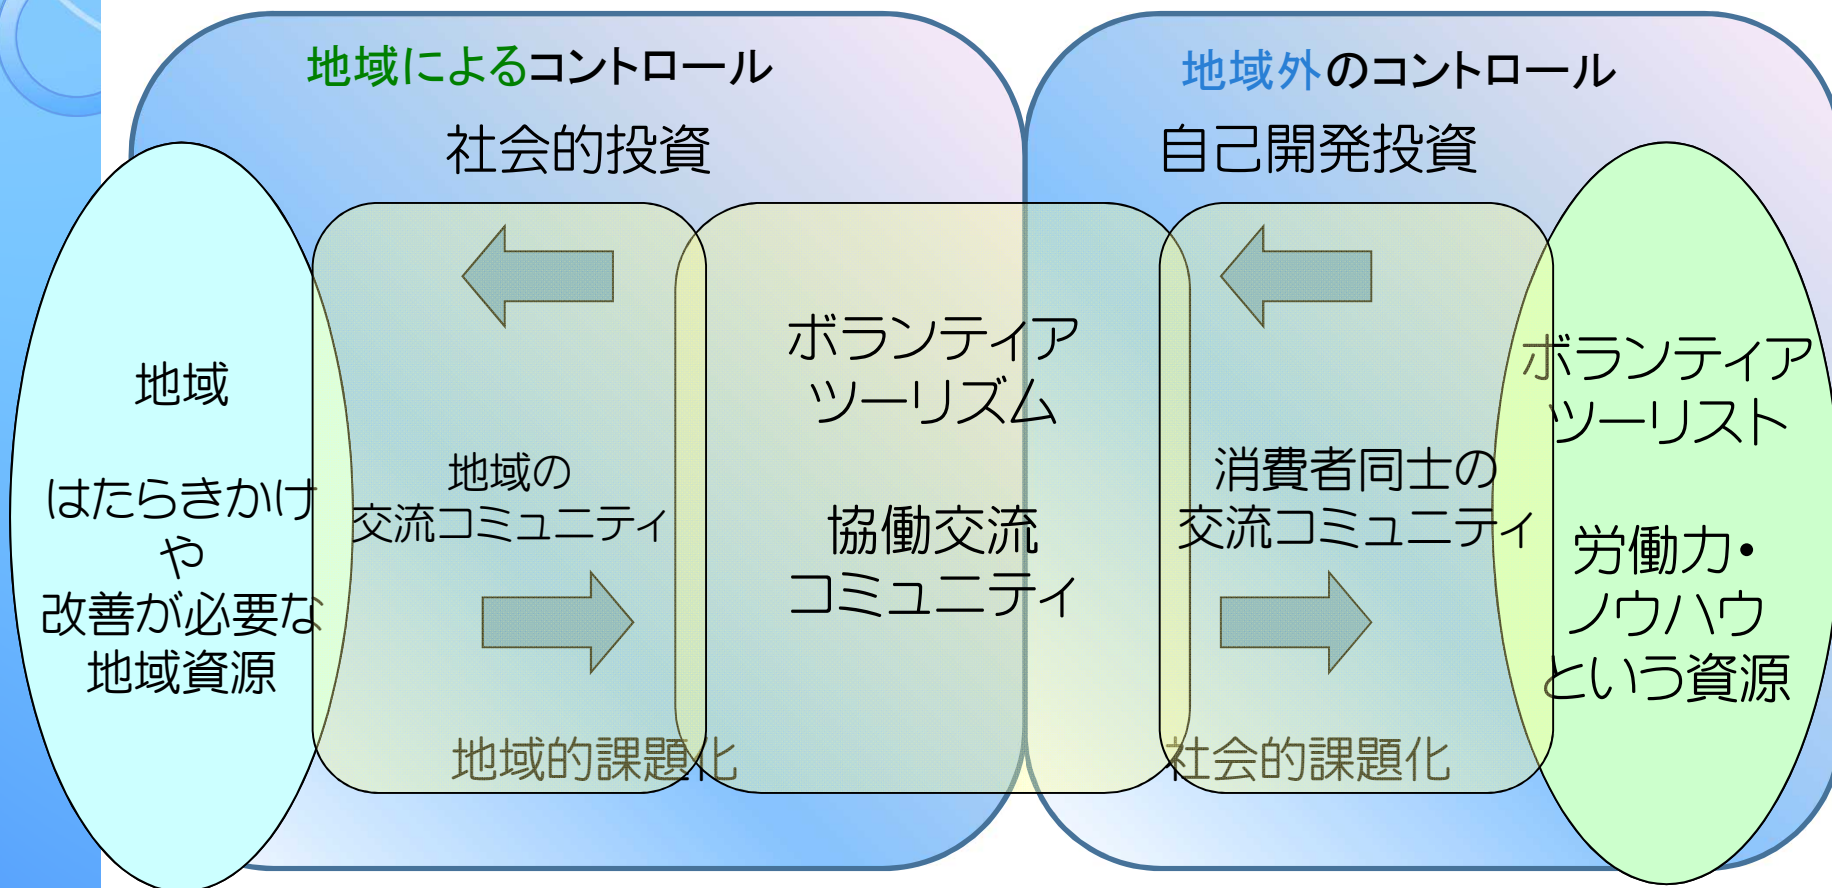 地域によるコントロール
社会的投資
地域外のコントロール
自己開発投資
地域
はたらきかけ
や
改善が必要な
地域資源
地域の
交流コミュニティ
地域的課題化
ボランティア
ツーリズム
協働交流
コミュニティ
消費者同士の
交流コミュニティ
社会的課題化
ボランティア
ツーリスト
労働力・
ノウハウ
という資源